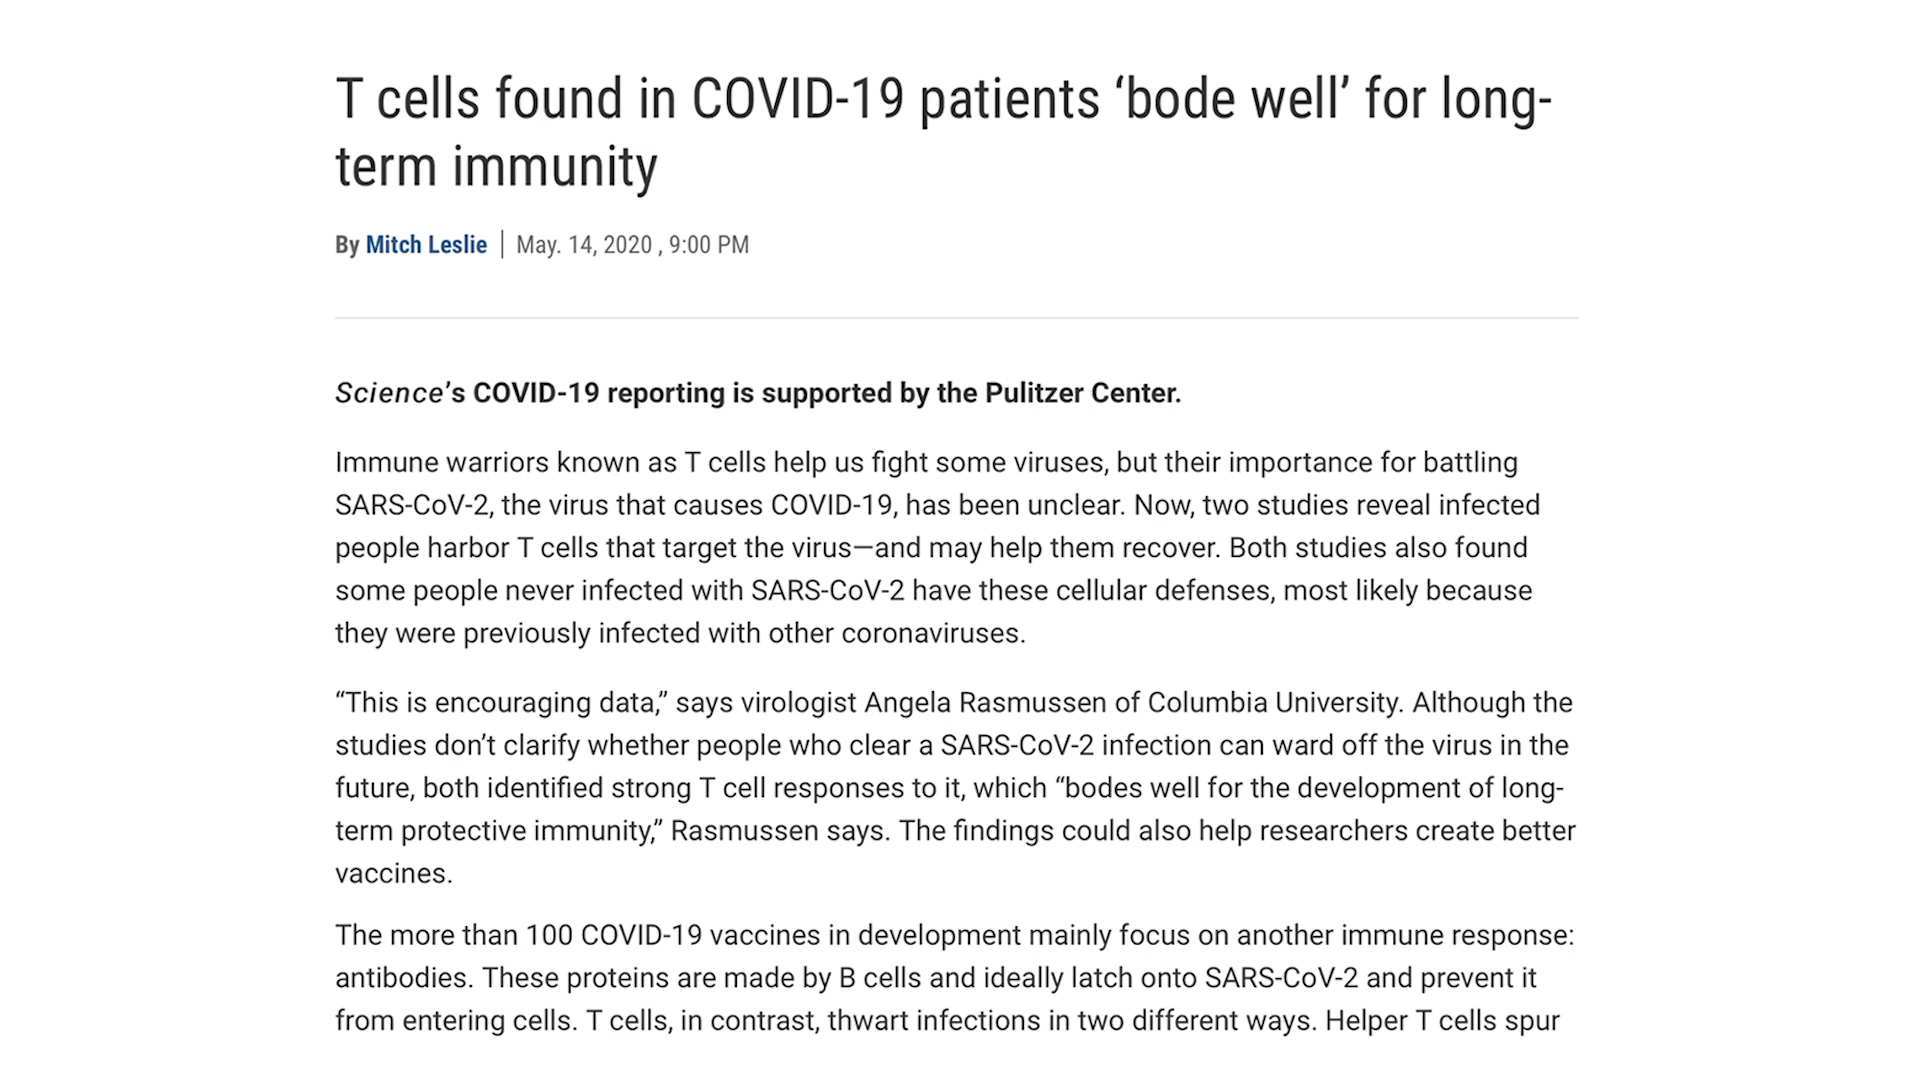 T cells found in COVID-19 patients ‘bode well’ for long-
term immunity
By Mitch Leslie | May. 14, 2020 , 9:00 PM
Science’s COVID-19 reporting is supported by the Pulitzer Center.
Immune warriors known as T cells help us fight some viruses, but their importance for battling
SARS-CoV-2, the virus that causes COVID-19, has been unclear. Now, two studies reveal infected
people harbor T cells that target the virus—and may help them recover. Both studies also found
some people never infected with SARS-CoV-2 have these cellular defenses, most likely because
they were previously infected with other coronaviruses.
“This is encouraging data,” says virologist Angela Rasmussen of Columbia University. Although the
studies don’t clarify whether people who clear a SARS-CoV-2 infection can ward off the virus in the
future, both identified strong T cell responses to it, which “bodes well for the development of long-
term protective immunity,” Rasmussen says. The findings could also help researchers create better
vaccines.
The more than 100 COVID-19 vaccines in development mainly focus on another immune response:
antibodies. These proteins are made by B cells and ideally latch onto SARS-CoV-2 and prevent it
from entering cells. T cells, in contrast, thwart infections in two different ways. Helper T cells spur